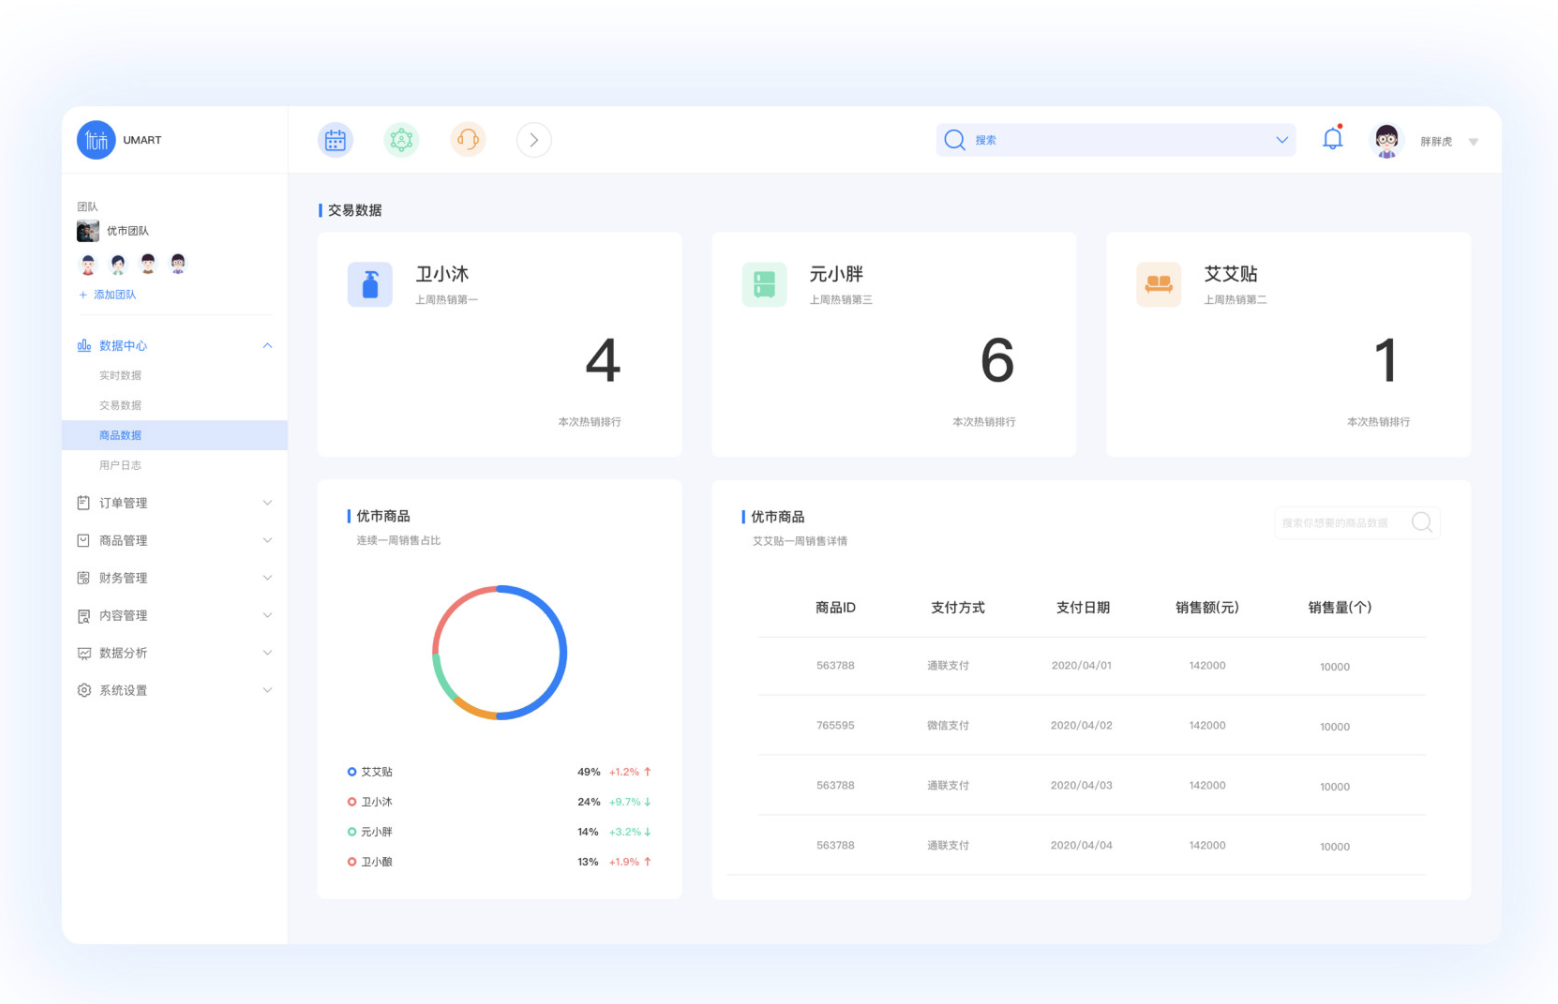 优市 UMART
搜索
胖胖虎
团队
优市团队
+ 添加团队
数据中心
实时数据
交易数据
商品数据
用户日志
订单管理
商品管理
财务管理
内容管理
数据分析
系统设置
交易数据
卫小沐
上周热销第一
4
本次热销排行
元小胖
上周热销第三
6
本次热销排行
艾艾贴
上周热销第二
1
本次热销排行
优市商品
连续一周销售占比
艾艾贴 49% +1.2% ↑
卫小沐 24% +9.7% ↓
元小胖 14% +3.2% ↓
卫小酿 13% +1.9% ↑
优市商品
艾艾贴一周销售详情
搜索你想要的商品数据
商品ID 支付方式 支付日期 销售额(元) 销售量(个)
563788 通联支付 2020/04/01 142000 10000
765595 微信支付 2020/04/02 142000 10000
563788 通联支付 2020/04/03 142000 10000
563788 通联支付 2020/04/04 142000 10000